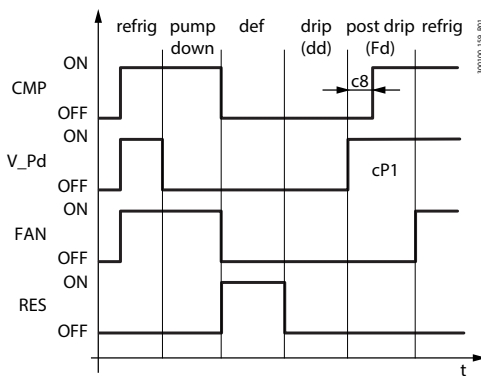 refrig pump down def drip (dd) post drip (Fd) refrig
CMP ON OFF c8
V_Pd ON OFF cP1
FAN ON OFF
RES ON OFF
t